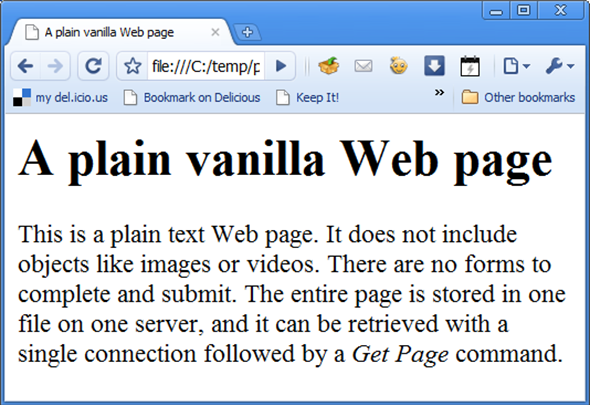 A plain vanilla Web page
file:///C:/temp/p
my del.icio.us Bookmark on Delicious Keep It! » Other bookmarks
A plain vanilla Web page
This is a plain text Web page. It does not include
objects like images or videos. There are no forms to
complete and submit. The entire page is stored in one
file on one server, and it can be retrieved with a
single connection followed by a Get Page command.